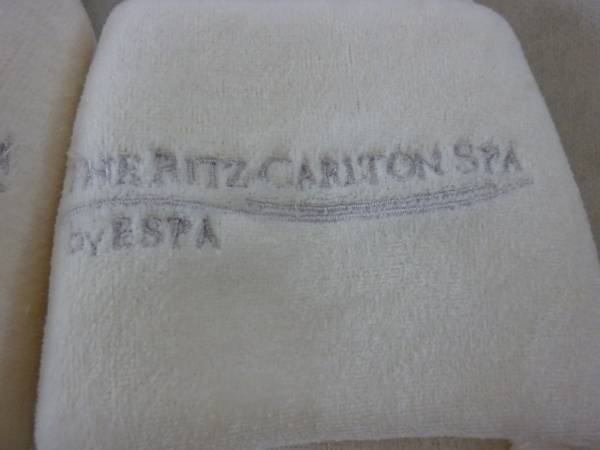 THE RITZ-CARLTON SPA
by ESPA